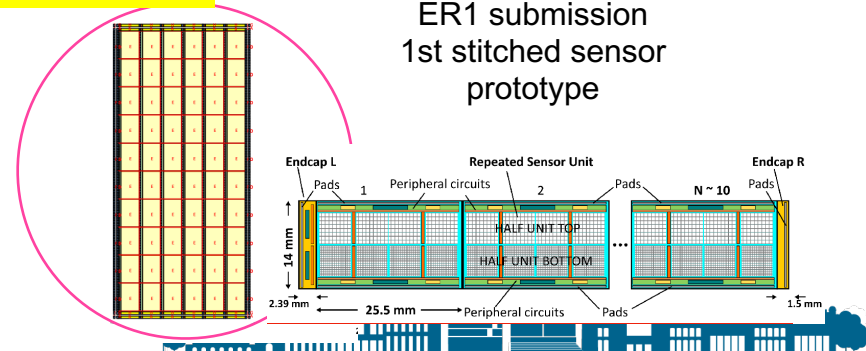 ER1 submission
1st stitched sensor
prototype
Endcap L
Repeated Sensor Unit
Endcap R
Pads
1
Peripheral circuits
2
Pads
N ~ 10
Pads
HALF UNIT TOP
14 mm
...
HALF UNIT BOTTOM
2.39 mm
25.5 mm
Peripheral circuits
Pads
1.5 mm